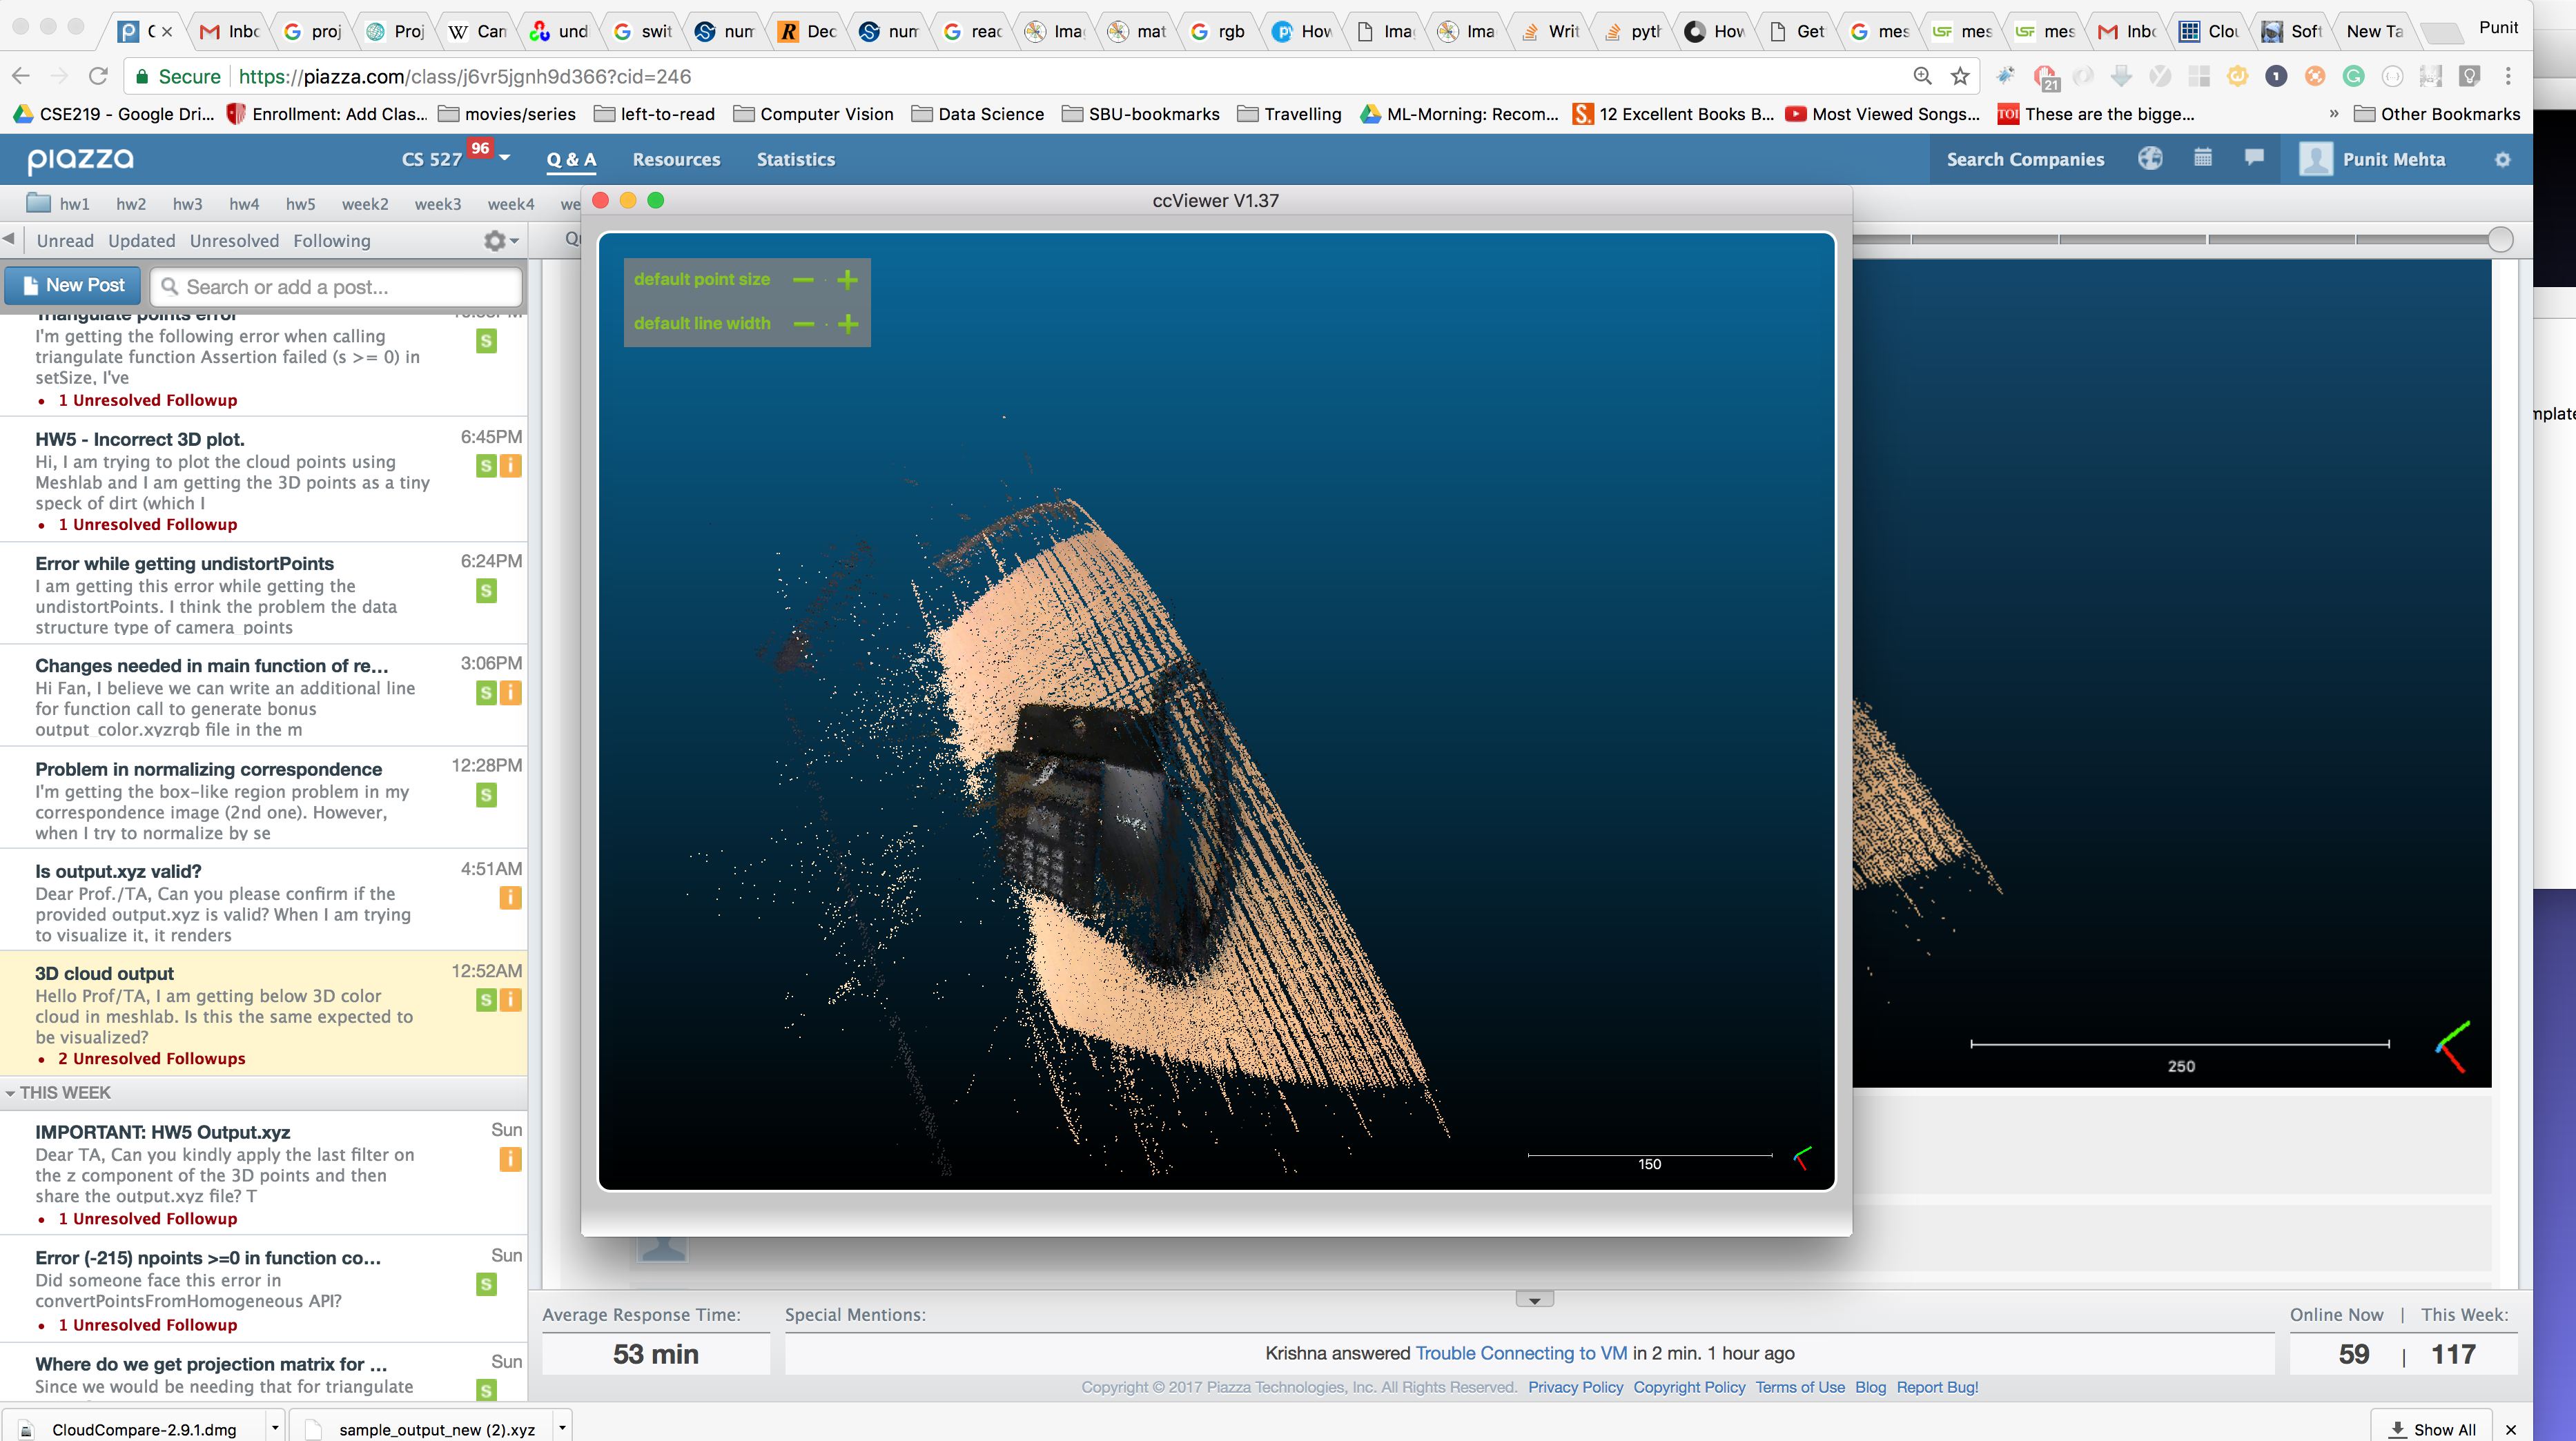 C
Inbc
proj
Proj
Can
und
swit
num
Dec
num
reac
Ima
mat
rgb
How
Ima
Ima
Writ
pytl
How
Get
mes
mes
mes
Inbc
Clou
Soft
New Ta
Punit
Secure https://piazza.com/class/j6vr5jgnh9d366?cid=246
21
1
CSE219 - Google Dri...
Enrollment: Add Clas...
movies/series
left-to-read
Computer Vision
Data Science
SBU-bookmarks
Travelling
ML-Morning: Recom...
12 Excellent Books B...
Most Viewed Songs...
TOI These are the bigge...
» Other Bookmarks
piazza
CS 527 96
Q & A
Resources
Statistics
Search Companies
Punit Mehta
hw1 hw2 hw3 hw4 hw5 week2 week3 week4 we
Unread Updated Unresolved Following
New Post
Search or add a post...
Triangulate points error
I'm getting the following error when calling
triangulate function Assertion failed (s >= 0) in
setSize, I've
S
• 1 Unresolved Followup
HW5 - Incorrect 3D plot. 6:45PM
Hi, I am trying to plot the cloud points using
Meshlab and I am getting the 3D points as a tiny
speck of dirt (which I
S i
• 1 Unresolved Followup
Error while getting undistortPoints 6:24PM
I am getting this error while getting the
undistortPoints. I think the problem the data
structure type of camera_points
S
Changes needed in main function of re... 3:06PM
Hi Fan, I believe we can write an additional line
for function call to generate bonus
output_color.xyzrgb file in the m
S i
Problem in normalizing correspondence 12:28PM
I'm getting the box-like region problem in my
correspondence image (2nd one). However,
when I try to normalize by se
S
Is output.xyz valid? 4:51AM
Dear Prof./TA, Can you please confirm if the
provided output.xyz is valid? When I am trying
to visualize it, it renders
i
3D cloud output 12:52AM
Hello Prof/TA, I am getting below 3D color
cloud in meshlab. Is this the same expected to
be visualized?
S i
• 2 Unresolved Followups
THIS WEEK
IMPORTANT: HW5 Output.xyz Sun
Dear TA, Can you kindly apply the last filter on
the z component of the 3D points and then
share the output.xyz file? T
i
• 1 Unresolved Followup
Error (-215) npoints >=0 in function co... Sun
Did someone face this error in
convertPointsFromHomogeneous API?
S
• 1 Unresolved Followup
Where do we get projection matrix for ... Sun
Since we would be needing that for triangulate
S
ccViewer V1.37
default point size
default line width
150
250
mplate
Average Response Time:
53 min
Special Mentions:
Krishna answered Trouble Connecting to VM in 2 min. 1 hour ago
Online Now | This Week:
59 | 117
Copyright © 2017 Piazza Technologies, Inc. All Rights Reserved. Privacy Policy Copyright Policy Terms of Use Blog Report Bug!
CloudCompare-2.9.1.dmg
sample_output_new (2).xyz
Show All